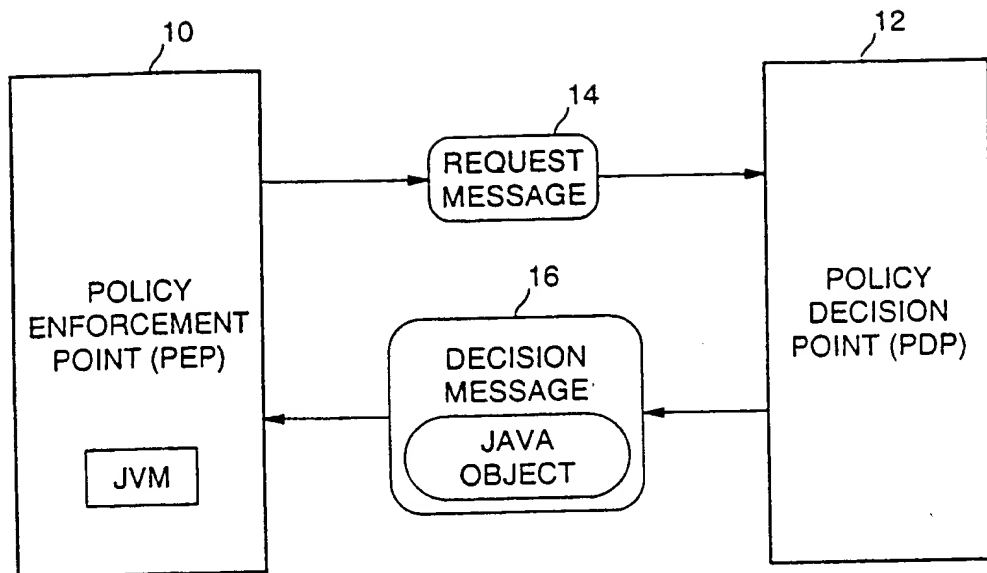 10
12
14
REQUEST
MESSAGE
POLICY
ENFORCEMENT
POINT (PEP)
JVM
16
DECISION
MESSAGE
JAVA
OBJECT
POLICY
DECISION
POINT (PDP)